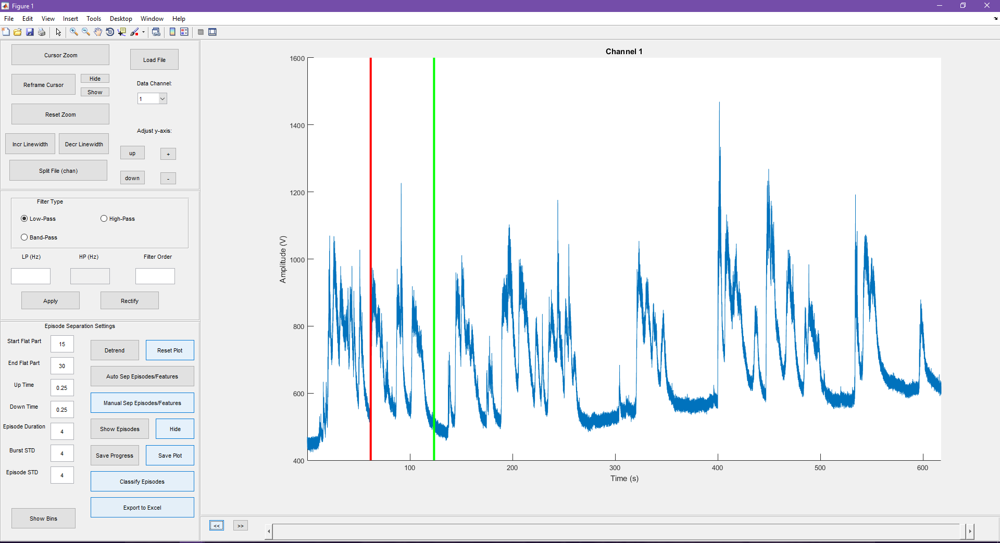 Figure 1
File Edit View Insert Tools Desktop Window Help
Cursor Zoom
Load File
Reframe Cursor
Hide
Show
Data Channel:
1
Reset Zoom
Adjust y-axis:
Incr Linewidth
Decr Linewidth
up
+
Split File (chan)
down
-
Filter Type
Low-Pass
High-Pass
Band-Pass
LP (Hz)
HP (Hz)
Filter Order
Apply
Rectify
Episode Separation Settings
Start Flat Part
15
Detrend
Reset Plot
End Flat Part
30
Auto Sep Episodes/Features
Up Time
0.25
Manual Sep Episodes/Features
Down Time
0.25
Episode Duration
4
Show Episodes
Hide
Burst STD
4
Save Progress
Save Plot
Episode STD
4
Classify Episodes
Export to Excel
Show Bins
Channel 1
1600
1400
1200
1000
800
600
400
Amplitude (V)
100
200
300
400
500
600
Time (s)
<<
>>